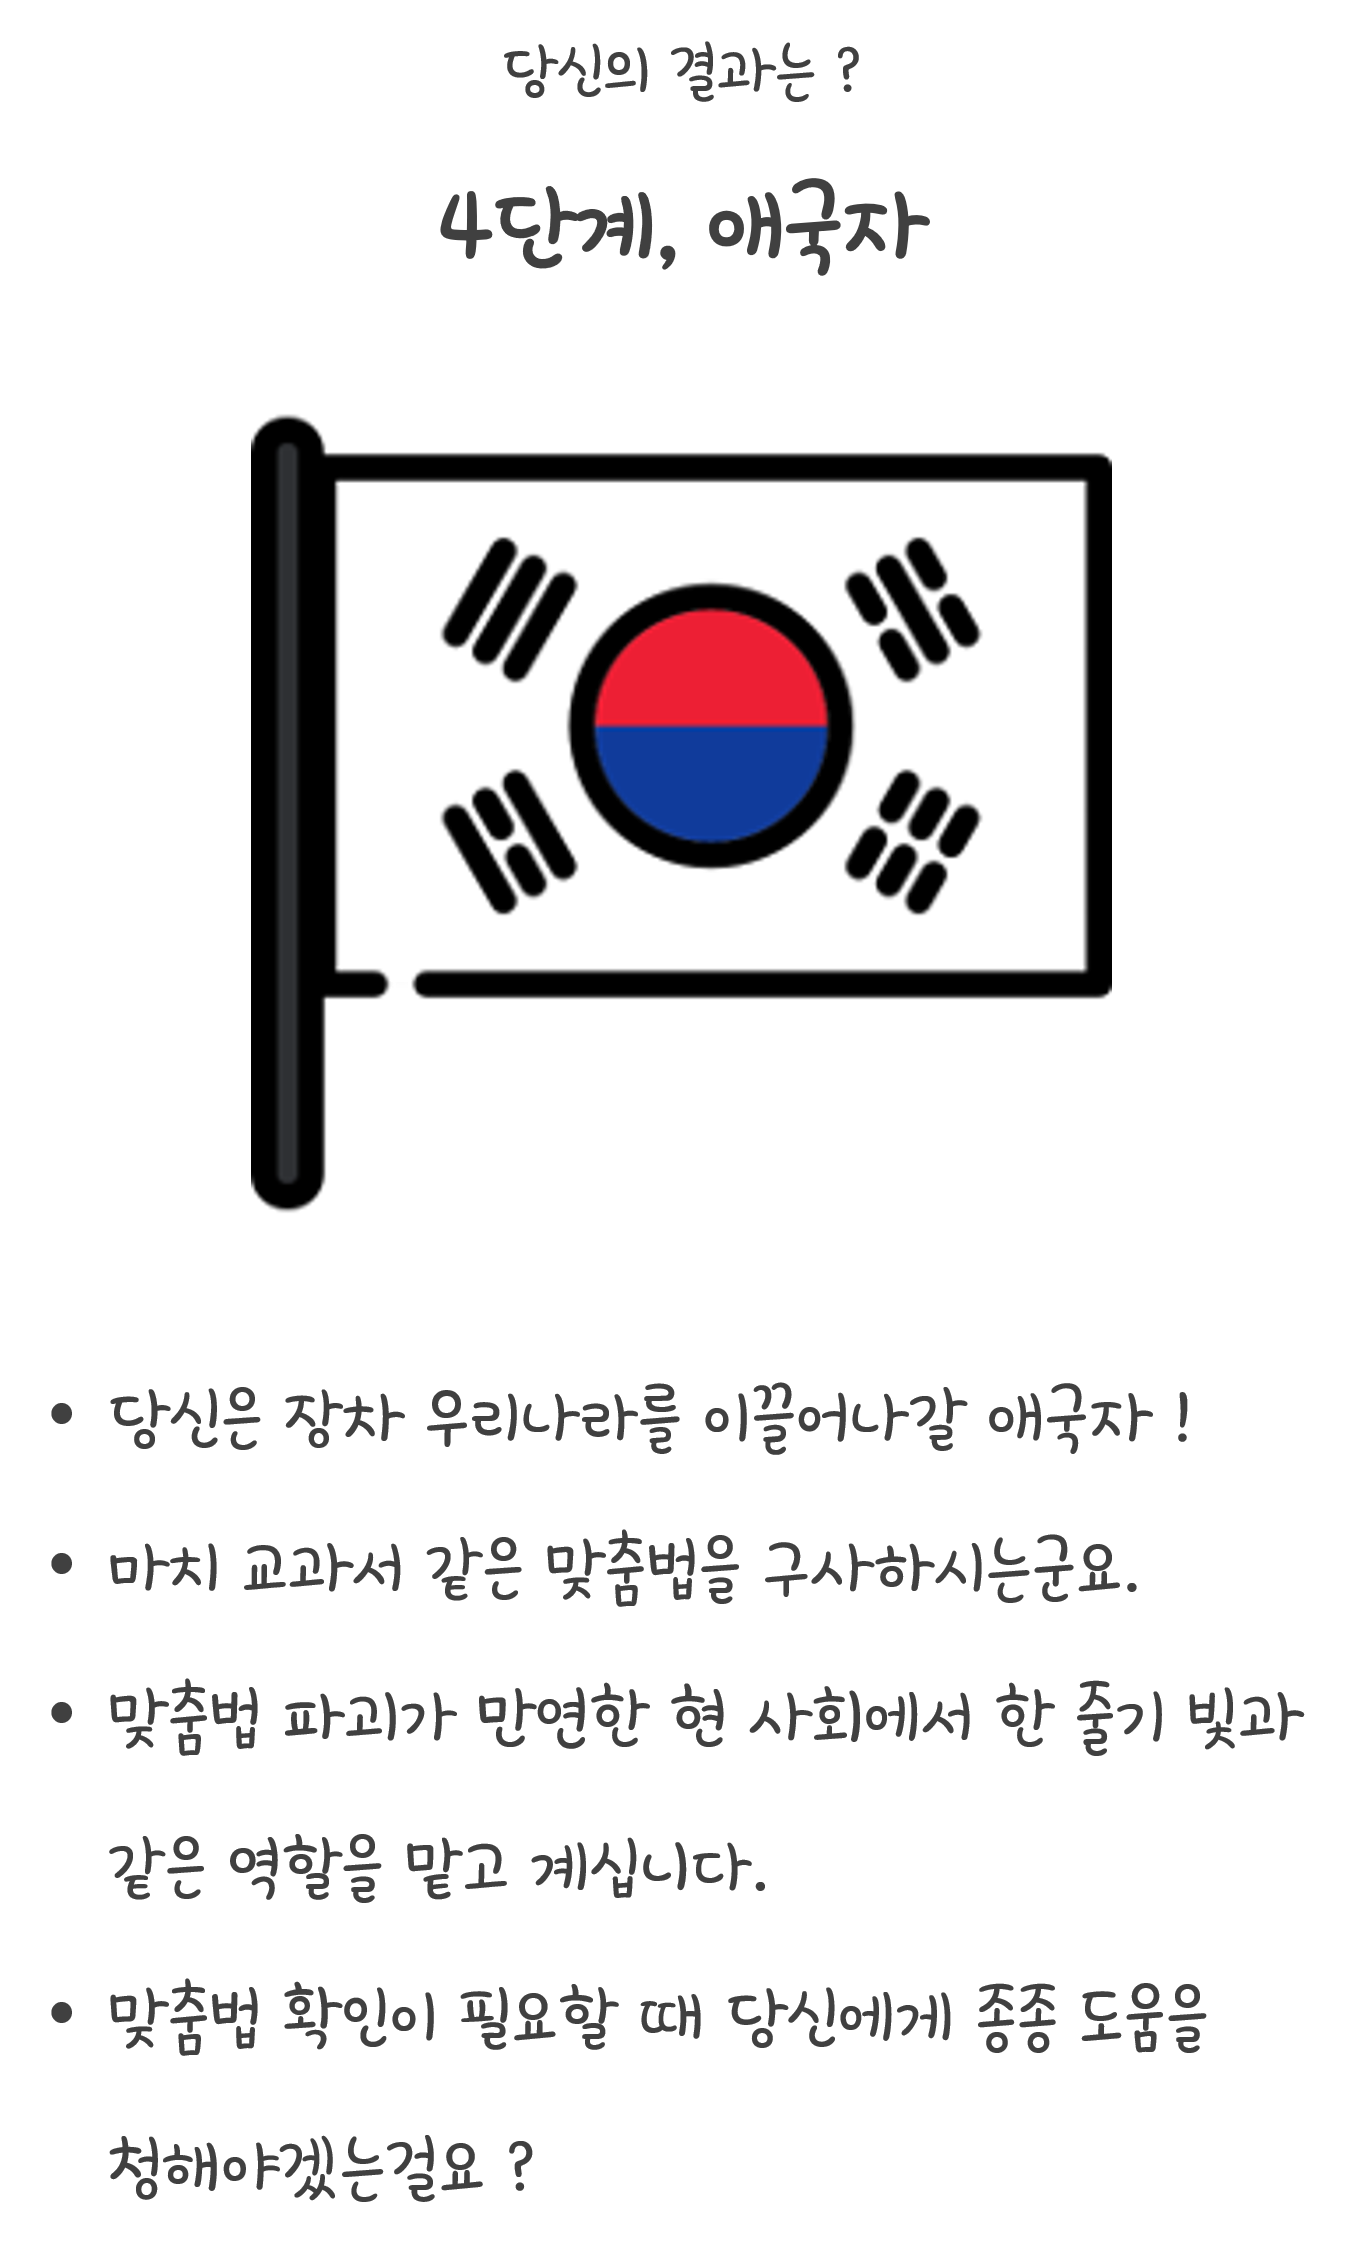 당신의 결과는 ?
4단계, 애국자
• 당신은 장차 우리나라를 이끌어나갈 애국자 !
• 마치 교과서 같은 맞춤법을 구사하시는군요.
• 맞춤법 파괴가 만연한 현 사회에서 한 줄기 빛과
같은 역할을 맡고 계십니다.
• 맞춤법 확인이 필요할 때 당신에게 종종 도움을
청해야겠는걸요 ?